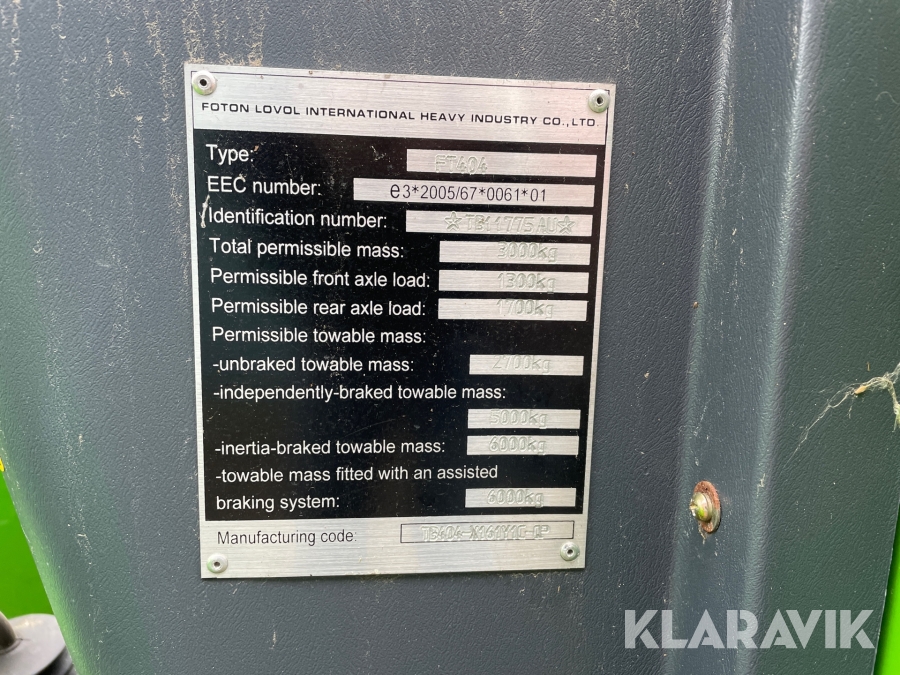 FOTON LOVOL INTERNATIONAL HEAVY INDUSTRY CO.,LTD.
Type: FT404
EEC number: e3*2005/67*0061*01
Identification number: ☆TB11775AU☆
Total permissible mass: 3000kg
Permissible front axle load: 1300kg
Permissible rear axle load: 1700kg
Permissible towable mass:
-unbraked towable mass: 2700kg
-independently-braked towable mass:
5000kg
-inertia-braked towable mass: 6000kg
-towable mass fitted with an assisted
braking system: 6000kg
Manufacturing code:
KLARAVIK